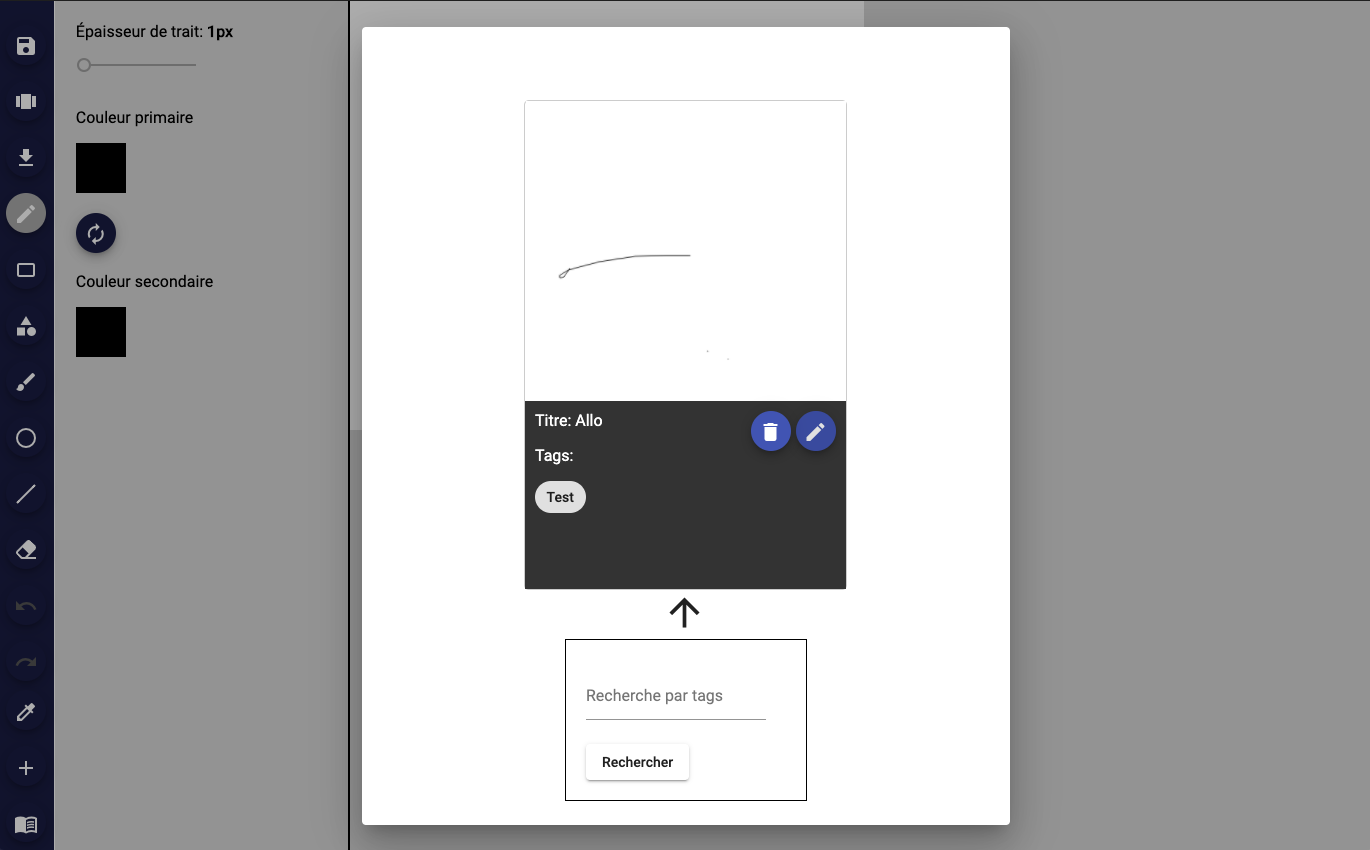 Épaisseur de trait: 1px
Couleur primaire
Couleur secondaire
Titre: Allo
Tags:
Test
Recherche par tags
Rechercher